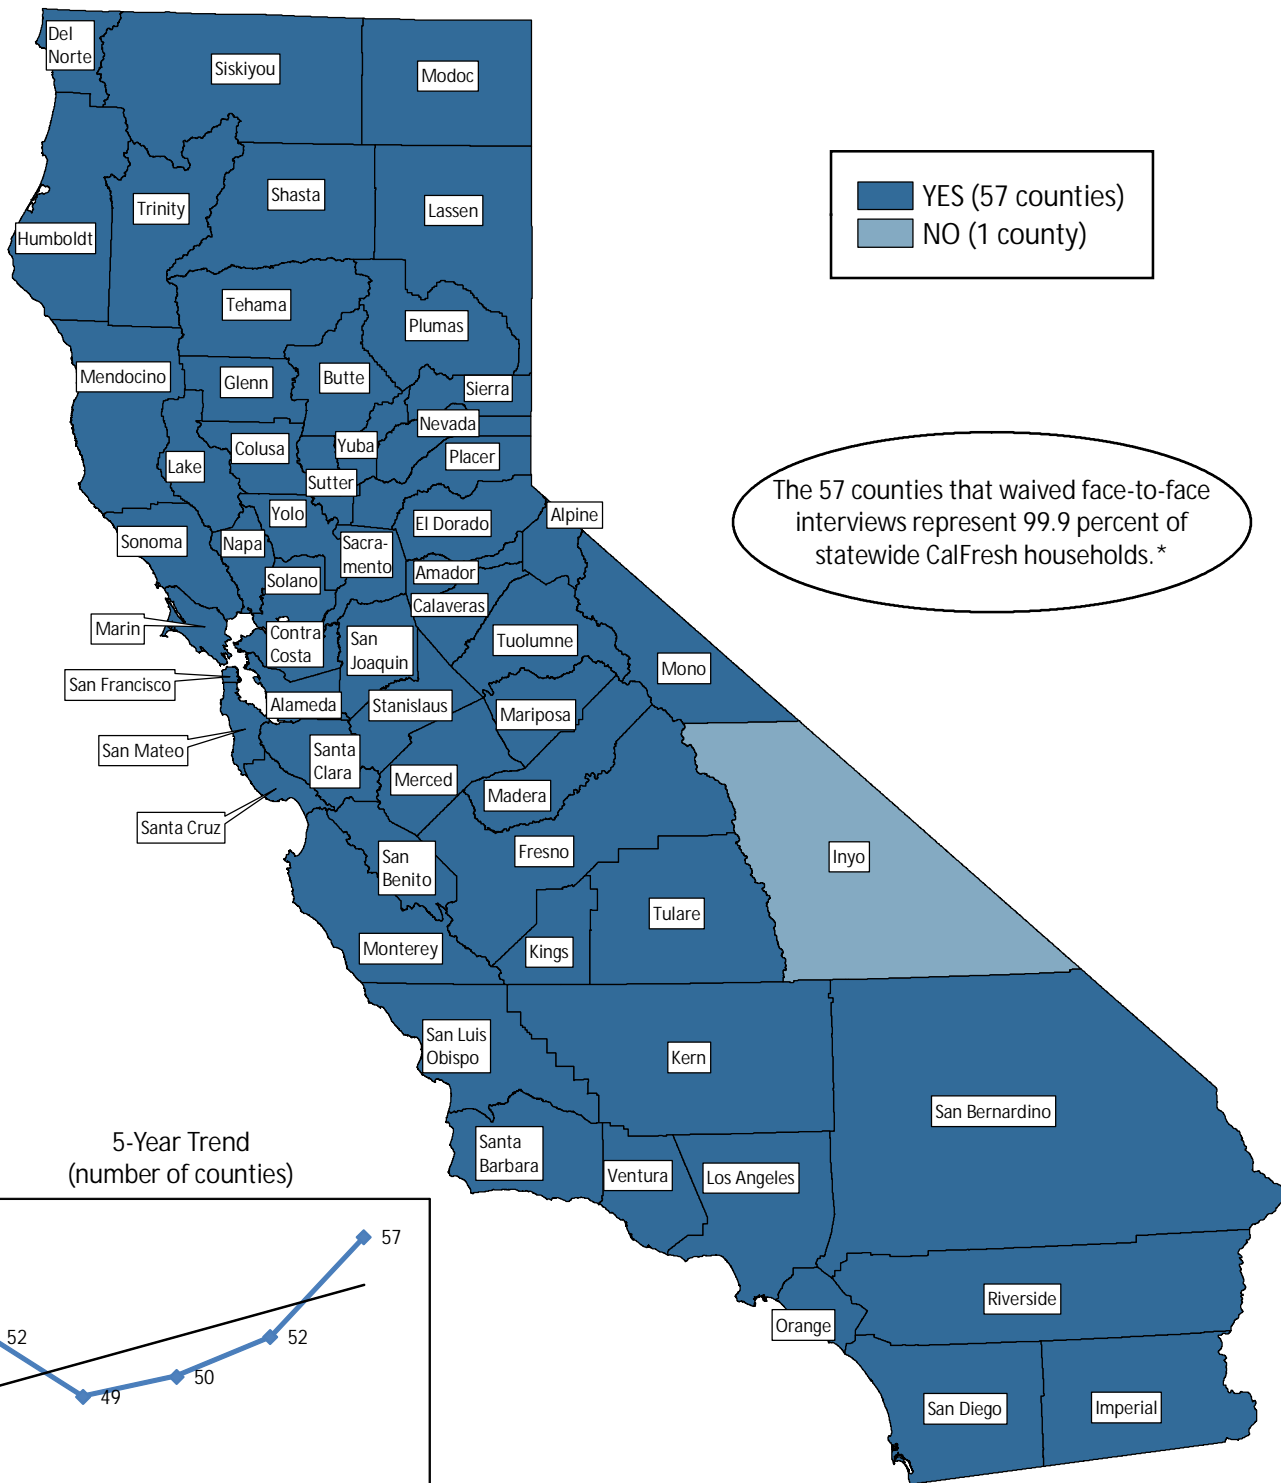 Del
Norte
Siskiyou
Modoc
Shasta
Trinity
Lassen
Humboldt
YES (57 counties)
NO (1 county)
Tehama
Plumas
Mendocino
Glenn
Butte
Sierra
Nevada
Colusa
Yuba
Placer
Lake
Sutter
Yolo
El Dorado
Alpine
Sonoma
Napa
Sacra-
mento
Solano
Amador
Calaveras
The 57 counties that waived face-to-face
interviews represent 99.9 percent of
statewide CalFresh households.*
Marin
Contra
Costa
San
Joaquin
Tuolumne
Mono
San Francisco
Alameda
Stanislaus
Mariposa
San Mateo
Santa
Clara
Merced
Madera
Santa Cruz
San
Benito
Fresno
Inyo
Tulare
Monterey
Kings
San Luis
Obispo
Kern
San Bernardino
Santa
Barbara
Ventura
Los Angeles
Riverside
Orange
San Diego
Imperial
5-Year Trend
(number of counties)
57
52
52
50
49